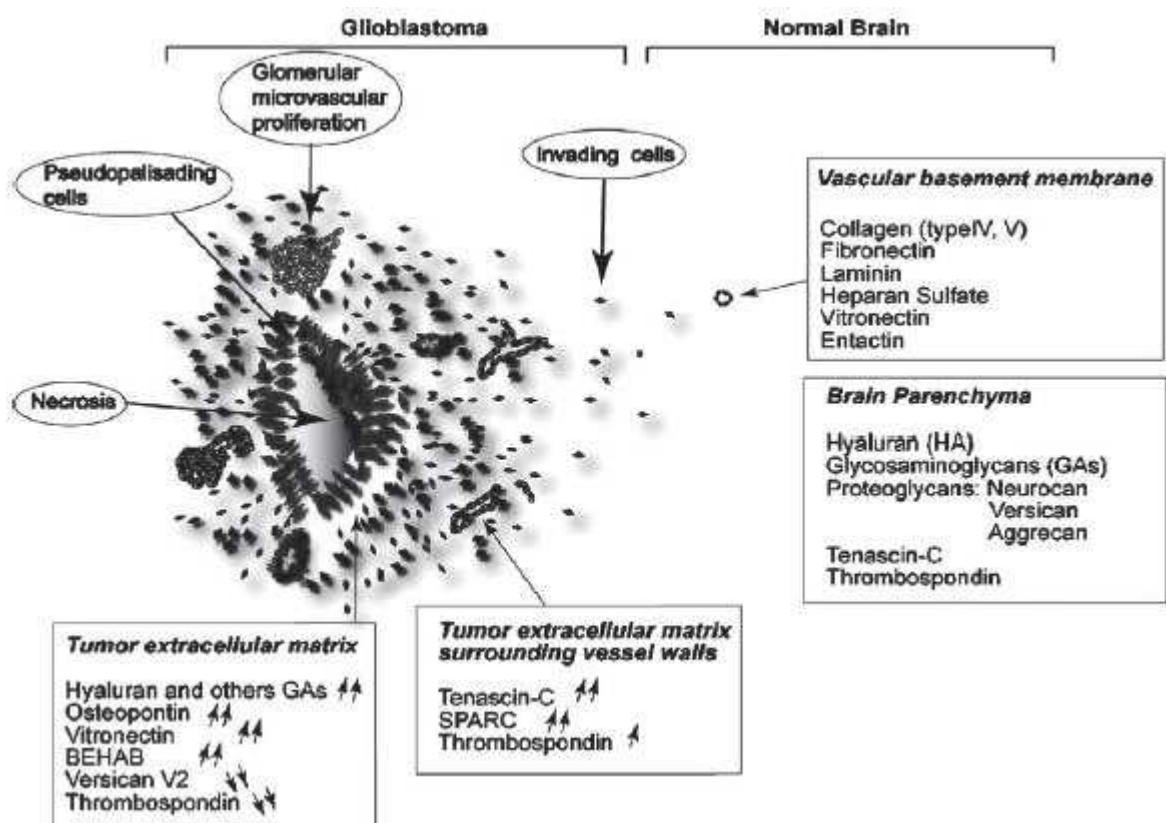 Glioblastoma
Normal Brain
Glomerular
microvascular
proliferation
Invading cells
Pseudopalisading
cells
Necrosis
Vascular basement membrane
Collagen (typeIV, V)
Fibronectin
Laminin
Heparan Sulfate
Vitronectin
Entactin
Brain Parenchyma
Hyaluran (HA)
Glycosaminoglycans (GAs)
Proteoglycans: Neurocan
Versican
Aggrecan
Tenascin-C
Thrombospondin
Tumor extracellular matrix
Hyaluran and others GAs
Osteopontin
Vitronectin
BEHAB
Versican V2
Thrombospondin
Tumor extracellular matrix
surrounding vessel walls
Tenascin-C
SPARC
Thrombospondin